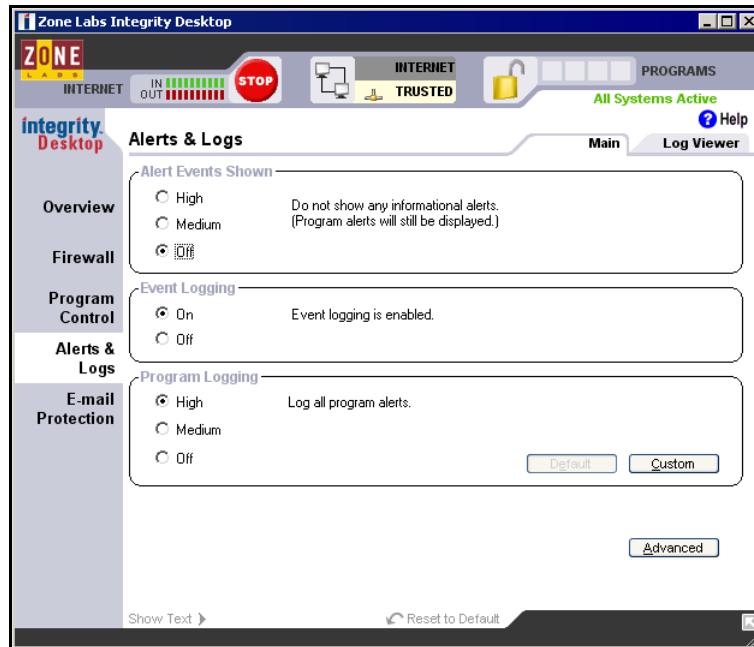 Zone Labs Integrity Desktop
ZONE
LABS
INTERNET
IN
OUT
STOP
INTERNET
TRUSTED
PROGRAMS
All Systems Active
integrity.
Desktop
Alerts & Logs
? Help
Main
Log Viewer
Overview
Firewall
Program
Control
Alerts &
Logs
E-mail
Protection
Alert Events Shown
High
Medium
Off
Do not show any informational alerts.
(Program alerts will still be displayed.)
Event Logging
On
Event logging is enabled.
Off
Program Logging
High
Log all program alerts.
Medium
Off
Default
Custom
Advanced
Show Text
Reset to Default